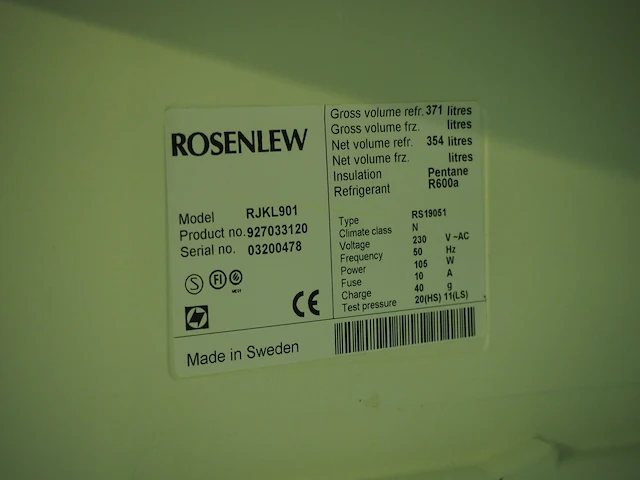 ROSENLEW
Model RJKL901
Product no. 927033120
Serial no. 03200478
S FI
CE
Made in Sweden
Gross volume refr. 371 litres
Gross volume frz. litres
Net volume refr. 354 litres
Net volume frz. litres
Insulation Pentane
Refrigerant R600a
Type RS19051
Climate class N
Voltage 230 V ~AC
Frequency 50 Hz
Power 105 W
Fuse 10 A
Charge 40 g
Test pressure 20(HS) 11(LS)